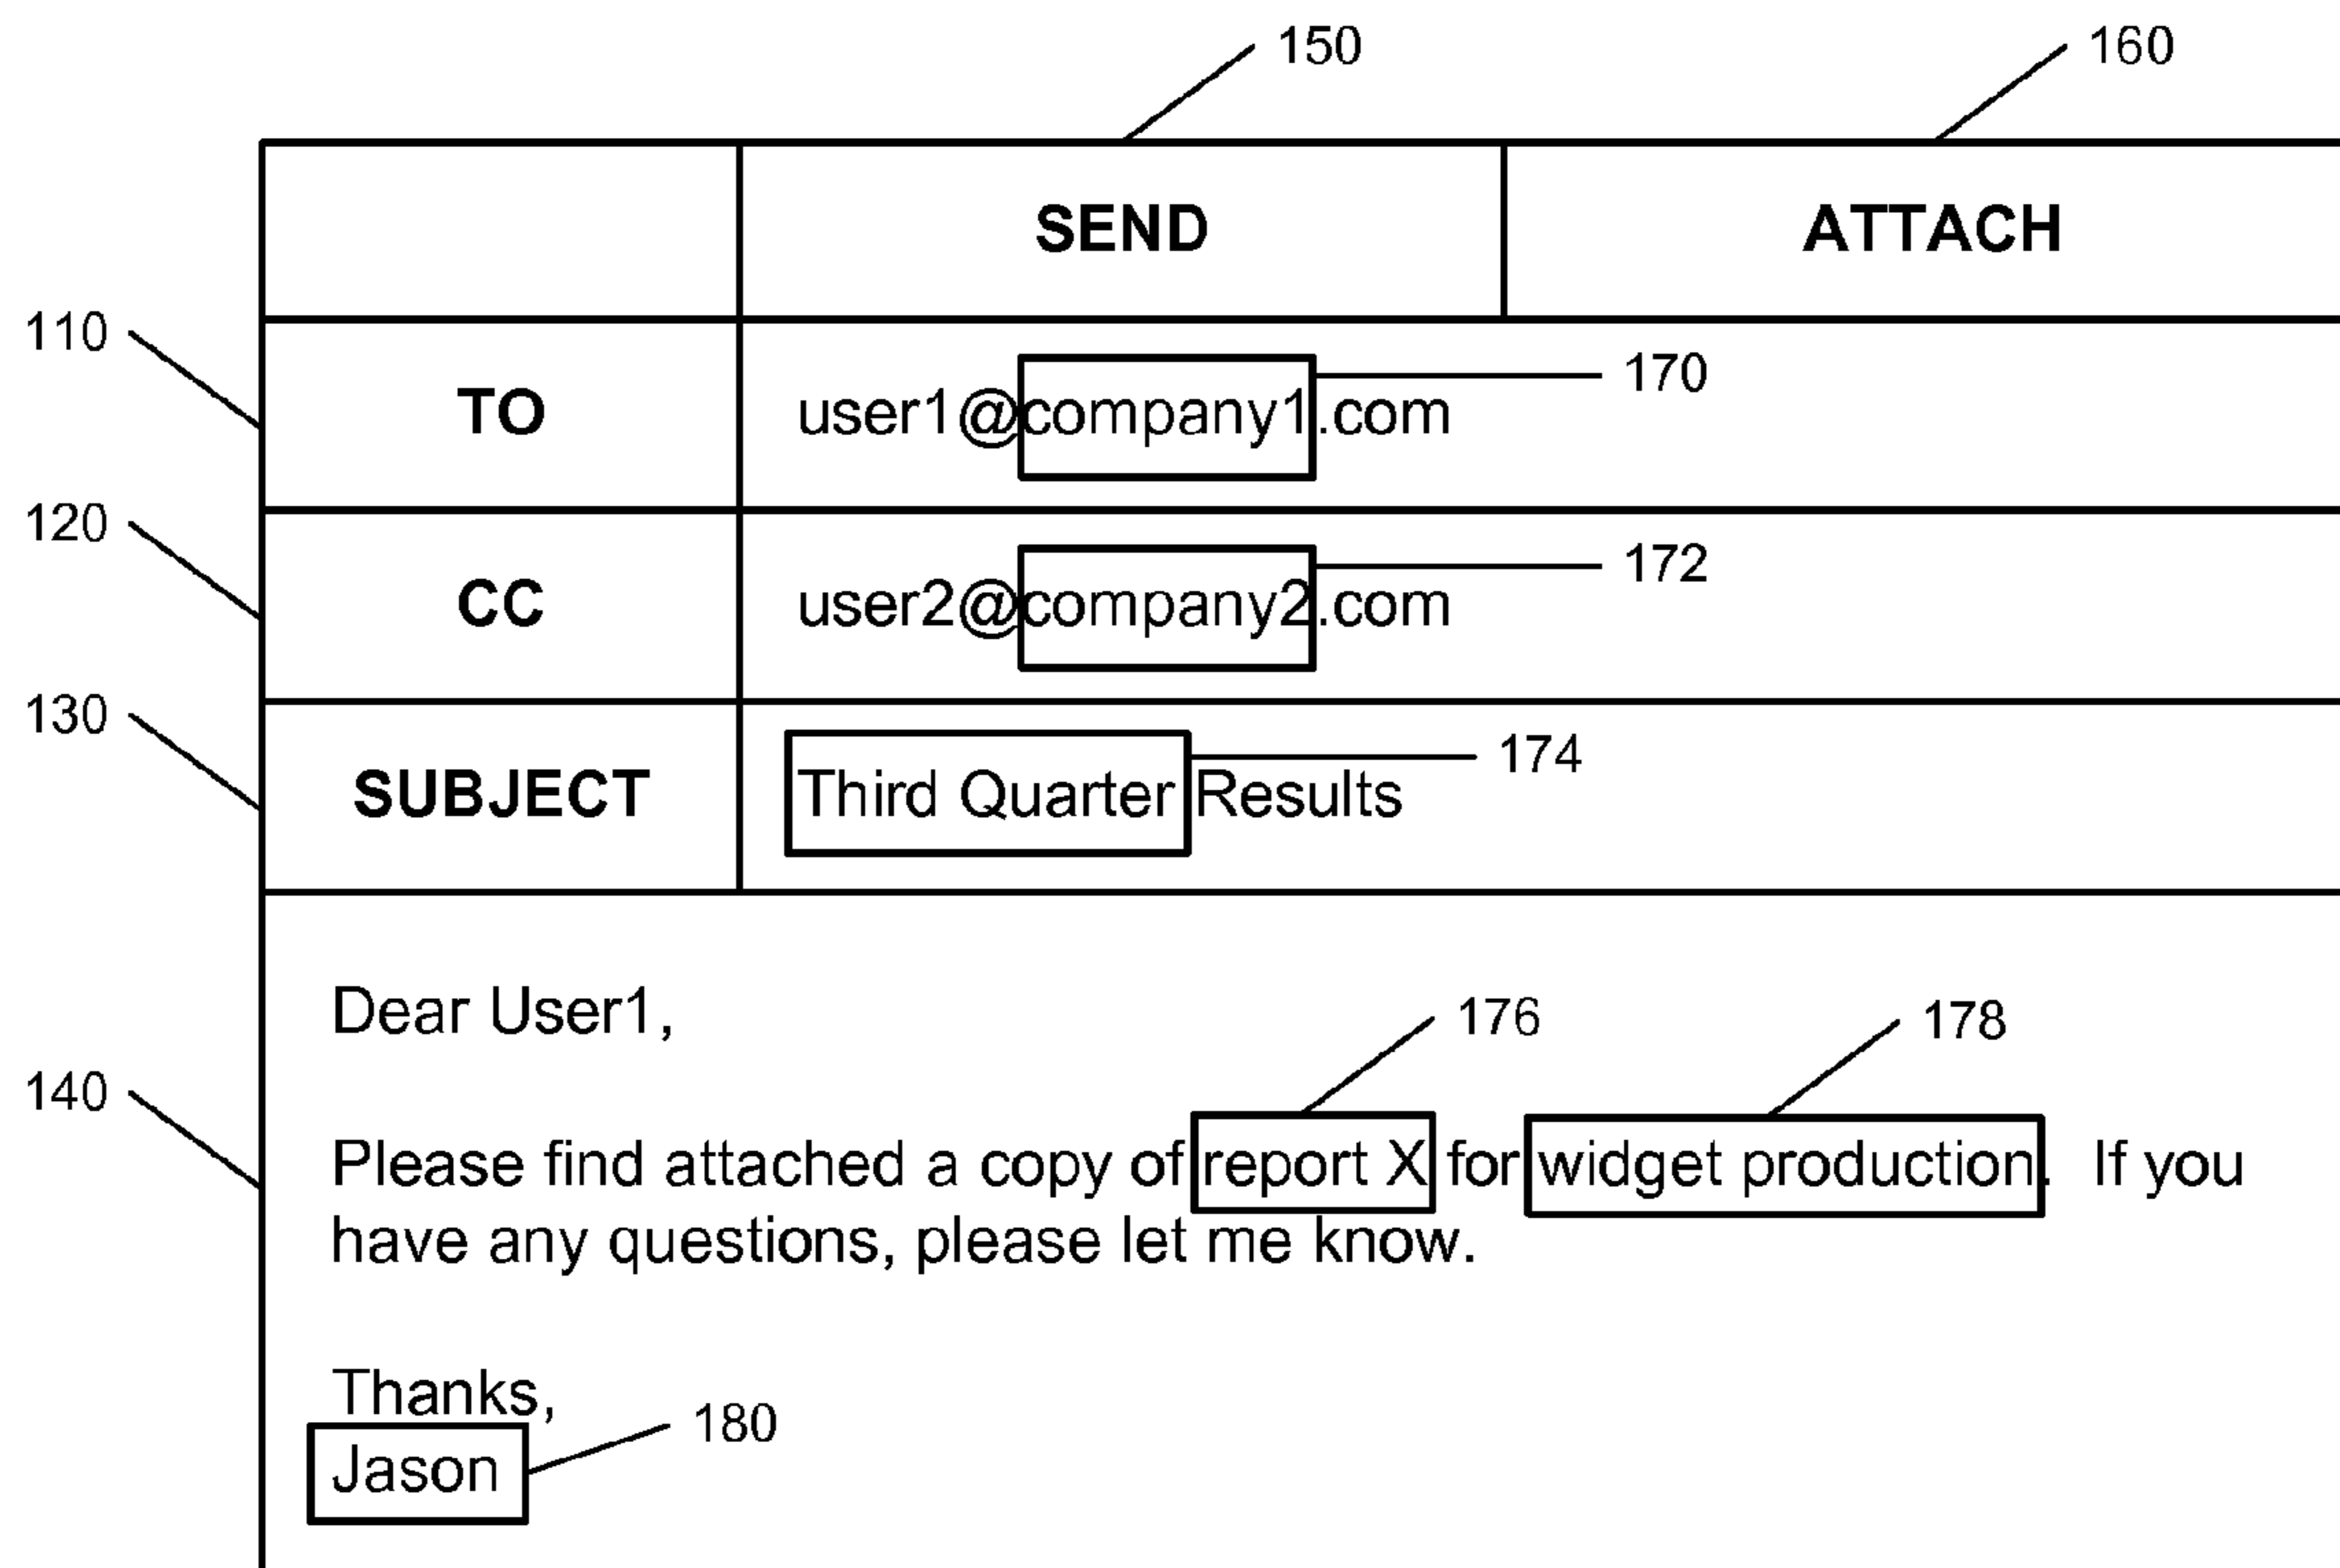 150 160
SEND ATTACH
110 TO user1@company1.com 170
120 CC user2@company2.com 172
130 SUBJECT Third Quarter Results 174
Dear User1,
176 178
140
Please find attached a copy of report X for widget production. If you
have any questions, please let me know.
Thanks,
Jason 180